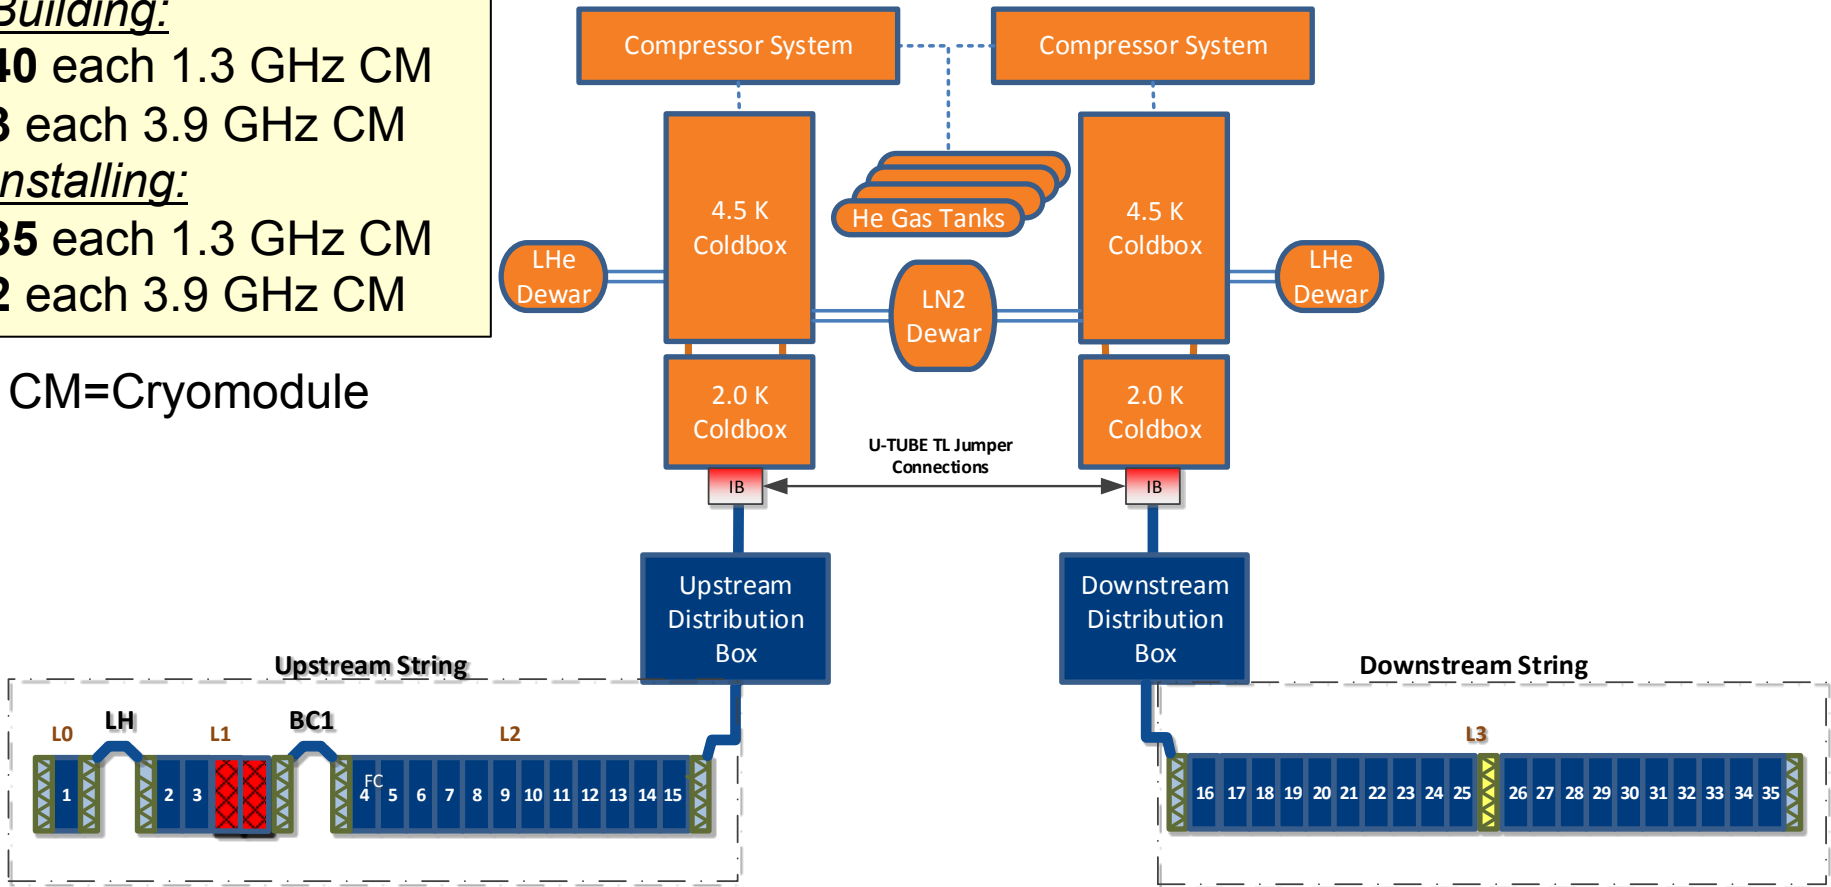 Building:
40 each 1.3 GHz CM
3 each 3.9 GHz CM
Installing:
35 each 1.3 GHz CM
2 each 3.9 GHz CM
CM=Cryomodule
Compressor System
Compressor System
4.5 K
Coldbox
He Gas Tanks
4.5 K
Coldbox
LHe
Dewar
LN2
Dewar
LHe
Dewar
2.0 K
Coldbox
2.0 K
Coldbox
U-TUBE TL Jumper
Connections
IB
IB
Upstream
Distribution
Box
Downstream
Distribution
Box
Upstream String
L0
LH
L1
BC1
L2
FC
1 2 3 4 5 6 7 8 9 10 11 12 13 14 15
Downstream String
L3
16 17 18 19 20 21 22 23 24 25 26 27 28 29 30 31 32 33 34 35